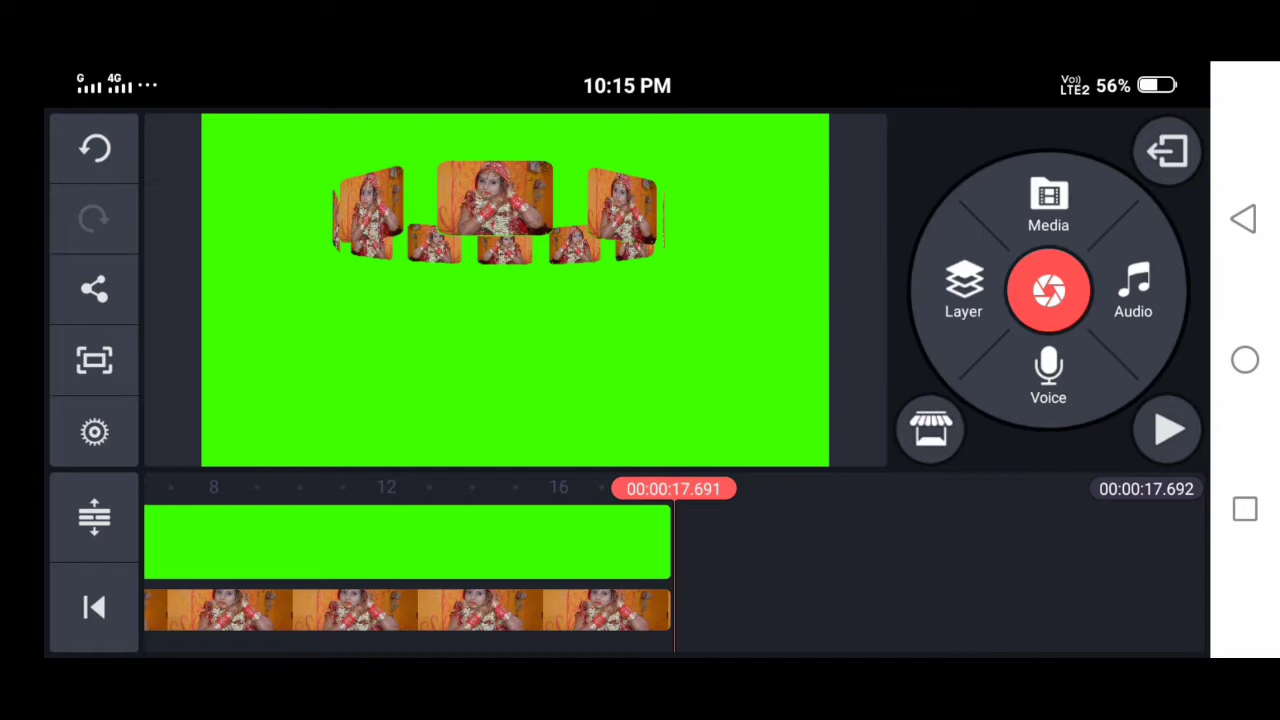 G 4G
10:15 PM
Vo)) LTE2 56%
Media
Layer
Audio
Voice
8 12 16 00:00:17.691 00:00:17.692